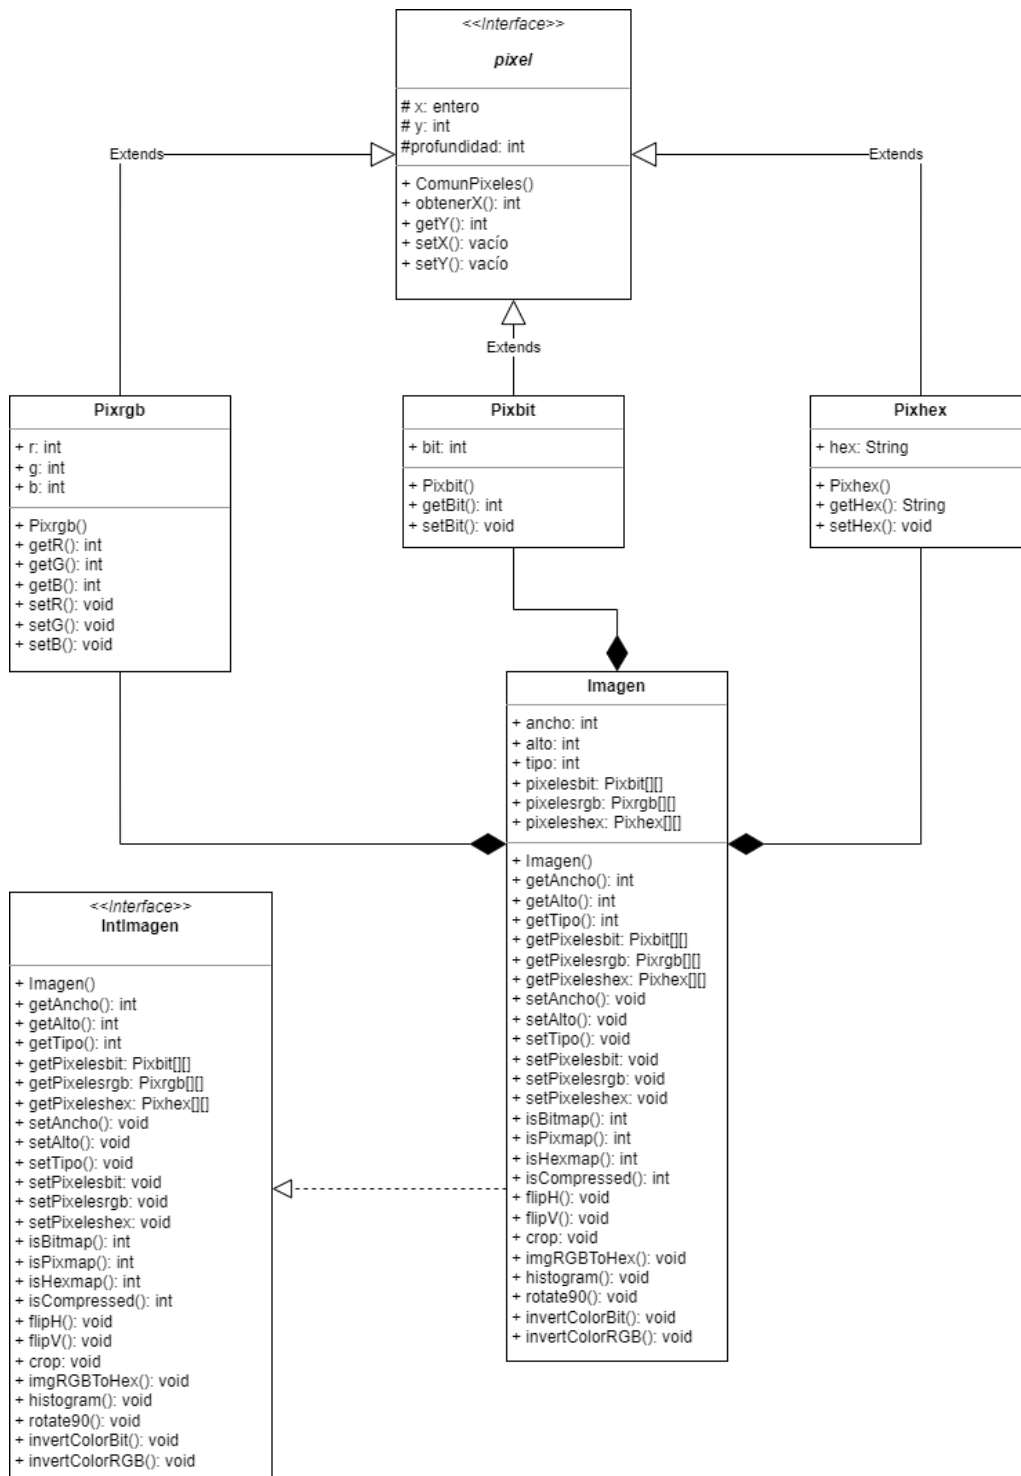 <<Interface>>
pixel
# x: entero
# y: int
#profundidad: int
+ ComunPixeles()
+ obtenerX(): int
+ getY(): int
+ setX(): vacío
+ setY(): vacío
Extends
Extends
Extends
Pixrgb
+ r: int
+ g: int
+ b: int
+ Pixrgb()
+ getR(): int
+ getG(): int
+ getB(): int
+ setR(): void
+ setG(): void
+ setB(): void
Pixbit
+ bit: int
+ Pixbit()
+ getBit(): int
+ setBit(): void
Pixhex
+ hex: String
+ Pixhex()
+ getHex(): String
+ setHex(): void
Imagen
+ ancho: int
+ alto: int
+ tipo: int
+ pixelesbit: Pixbit[][]
+ pixelesrgb: Pixrgb[][]
+ pixeleshex: Pixhex[][]
+ Imagen()
+ getAncho(): int
+ getAlto(): int
+ getTipo(): int
+ getPixelesbit: Pixbit[][]
+ getPixelesrgb: Pixrgb[][]
+ getPixeleshex: Pixhex[][]
+ setAncho(): void
+ setAlto(): void
+ setTipo(): void
+ setPixelesbit: void
+ setPixelesrgb: void
+ setPixeleshex: void
+ isBitmap(): int
+ isPixmap(): int
+ isHexmap(): int
+ isCompressed(): int
+ flipH(): void
+ flipV(): void
+ crop: void
+ imgRGBToHex(): void
+ histogram(): void
+ rotate90(): void
+ invertColorBit(): void
+ invertColorRGB(): void
<<Interface>>
IntImagen
+ Imagen()
+ getAncho(): int
+ getAlto(): int
+ getTipo(): int
+ getPixelesbit: Pixbit[][]
+ getPixelesrgb: Pixrgb[][]
+ getPixeleshex: Pixhex[][]
+ setAncho(): void
+ setAlto(): void
+ setTipo(): void
+ setPixelesbit: void
+ setPixelesrgb: void
+ setPixeleshex: void
+ isBitmap(): int
+ isPixmap(): int
+ isHexmap(): int
+ isCompressed(): int
+ flipH(): void
+ flipV(): void
+ crop: void
+ imgRGBToHex(): void
+ histogram(): void
+ rotate90(): void
+ invertColorBit(): void
+ invertColorRGB(): void